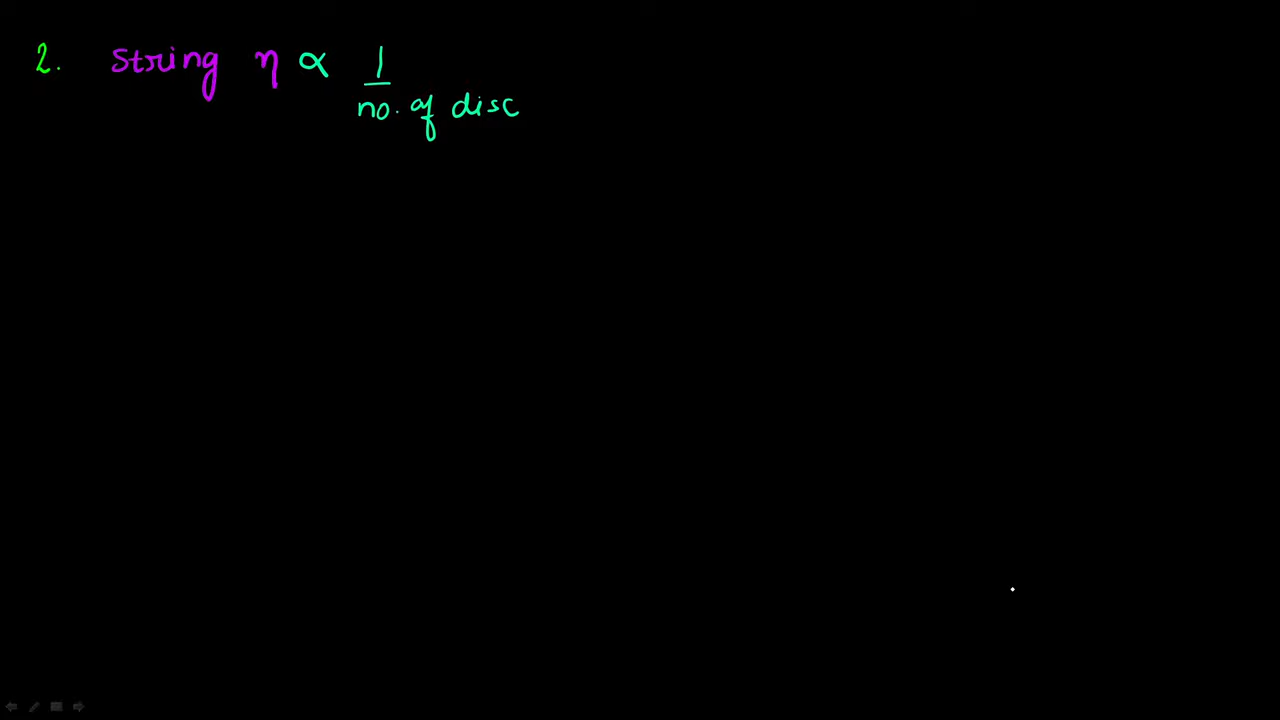 2. String η ∝ 1
no. of disc